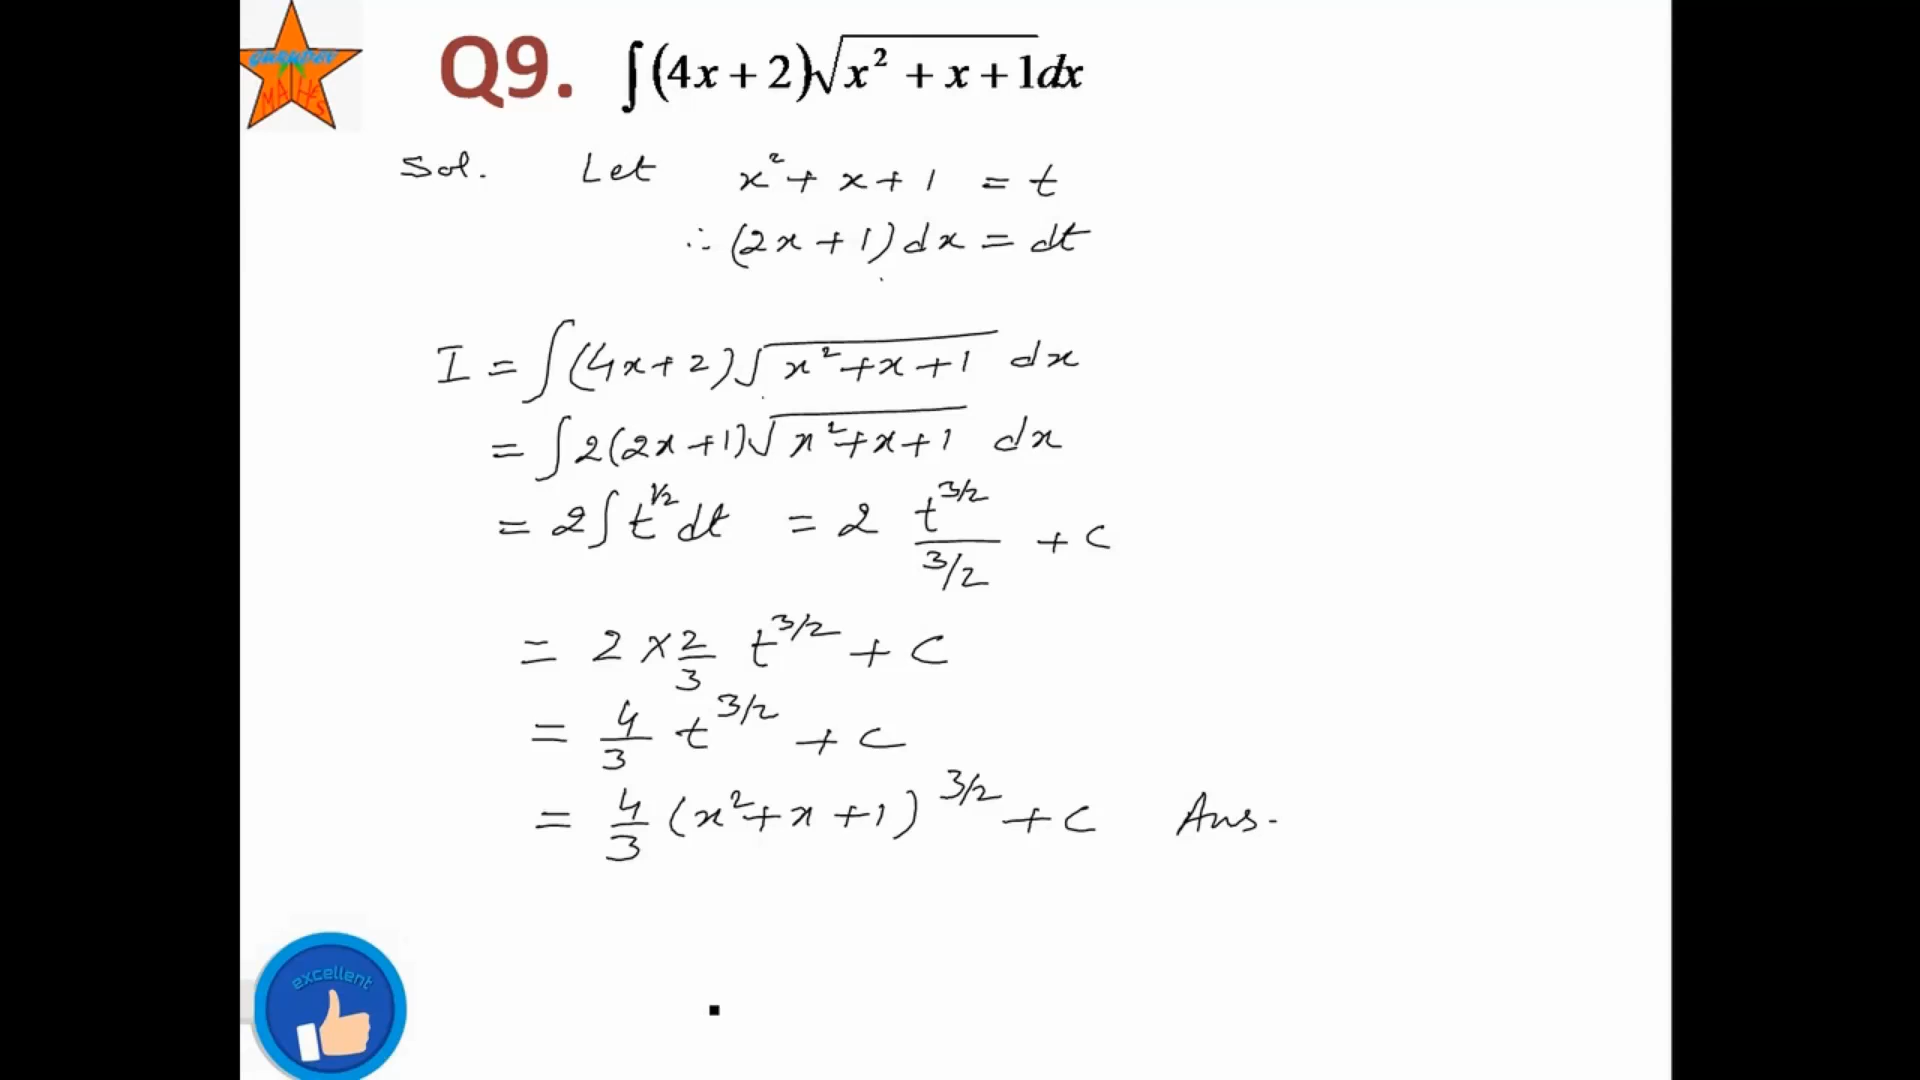 MATHS
Q9. ∫(4x + 2)√(x² + x + 1)dx
Sol. Let x² + x + 1 = t
∴ (2x + 1) dx = dt
I = ∫(4x + 2)√(x² + x + 1) dx
= ∫2(2x + 1)√(x² + x + 1) dx
= 2∫t^(1/2) dt = 2 t^(3/2)/(3/2) + C
= 2 × 2/3 t^(3/2) + C
= 4/3 t^(3/2) + C
= 4/3 (x² + x + 1)^(3/2) + C Ans.
excellent